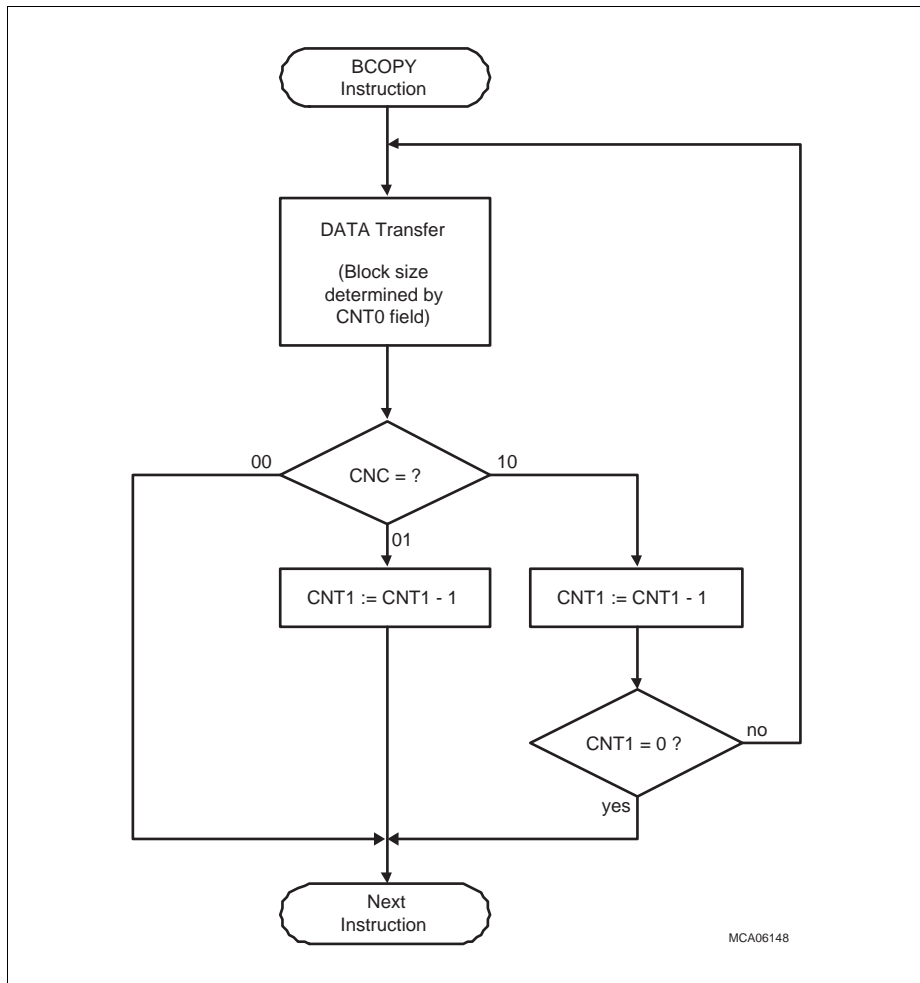 BCOPY
Instruction
DATA Transfer
(Block size
determined by
CNT0 field)
00
CNC = ?
10
01
CNT1 := CNT1 - 1
CNT1 := CNT1 - 1
CNT1 = 0 ?
no
yes
Next
Instruction
MCA06148